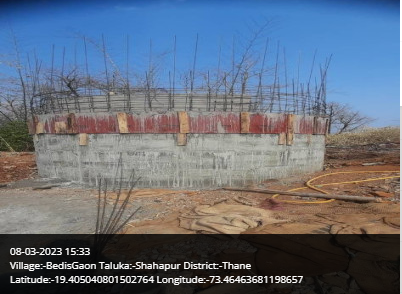 08-03-2023 15:33
Village:-BedisGaon Taluka:-Shahapur District:-Thane
Latitude:-19.405040801502764 Longitude:-73.46463681198657